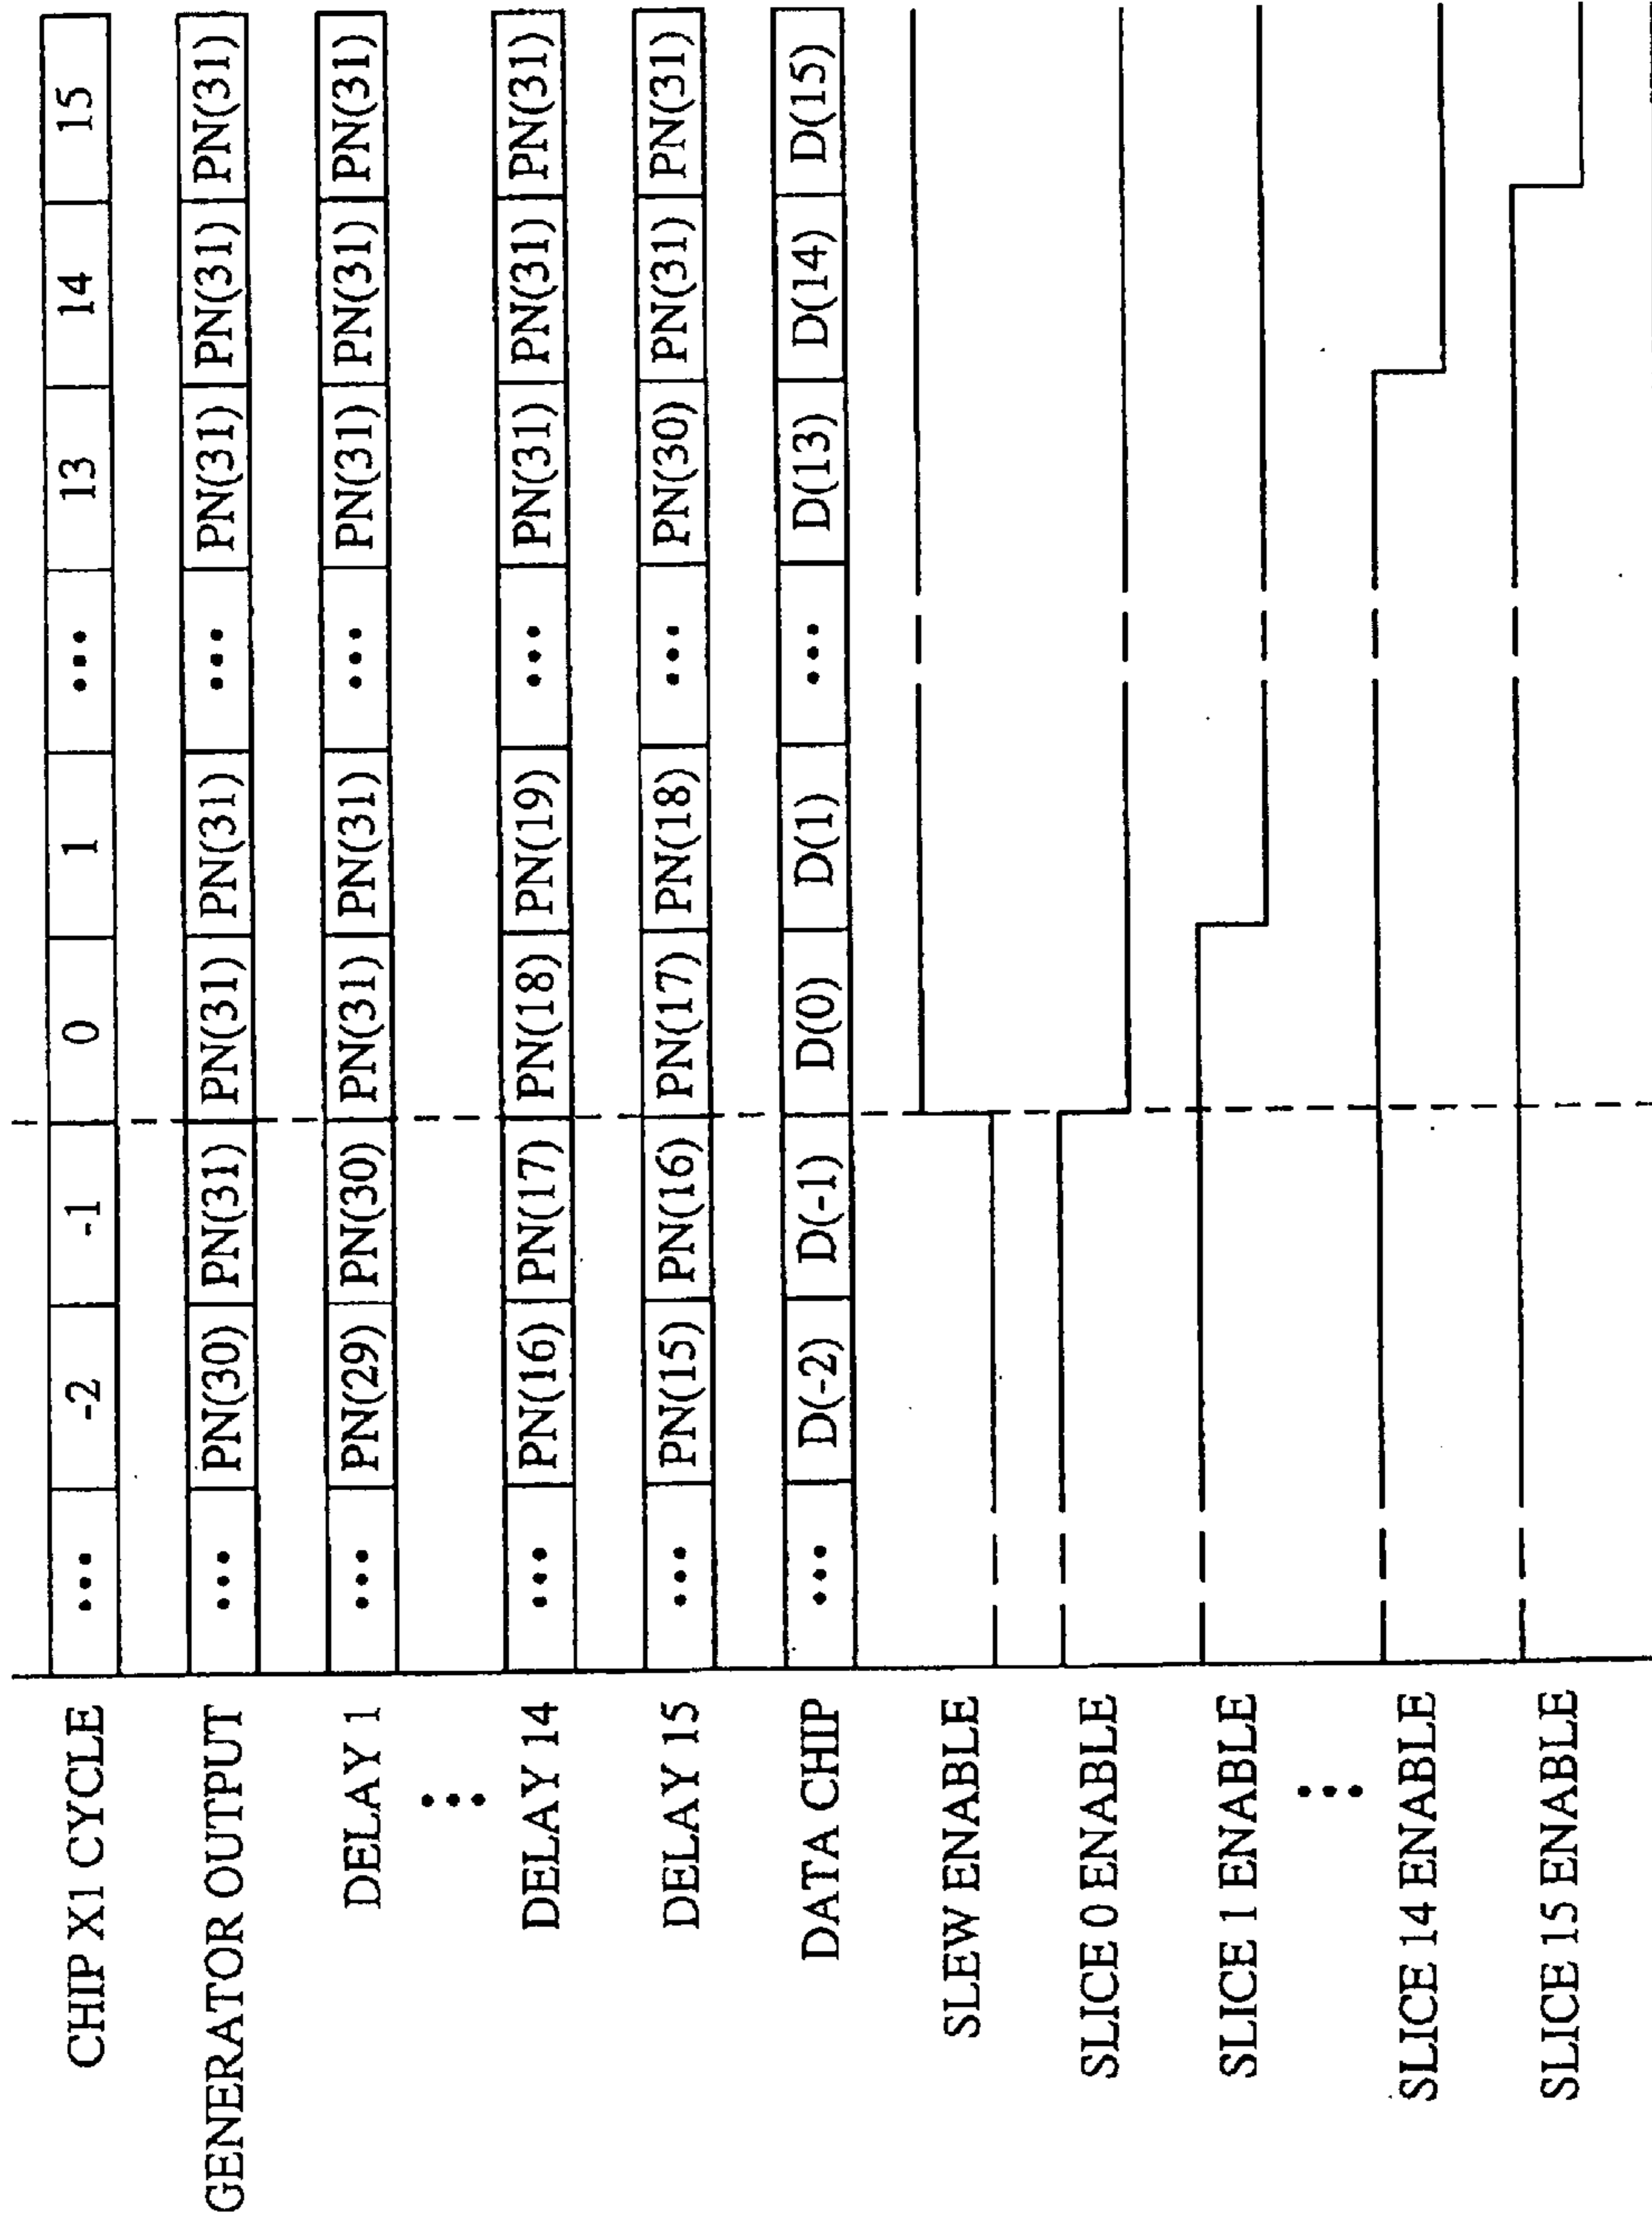 CHIP X1 CYCLE ••• -2 -1 0 1 ••• 13 14 15
GENERATOR OUTPUT ••• PN(30) PN(31) PN(31) PN(31) ••• PN(31) PN(31) PN(31)
DELAY 1 ••• PN(29) PN(30) PN(31) PN(31) ••• PN(31) PN(31) PN(31)
•••
DELAY 14 ••• PN(16) PN(17) PN(18) PN(19) ••• PN(31) PN(31) PN(31)
DELAY 15 ••• PN(15) PN(16) PN(17) PN(18) ••• PN(30) PN(31) PN(31)
DATA CHIP ••• D(-2) D(-1) D(0) D(1) ••• D(13) D(14) D(15)
SLEW ENABLE
SLICE 0 ENABLE
SLICE 1 ENABLE
•••
SLICE 14 ENABLE
SLICE 15 ENABLE